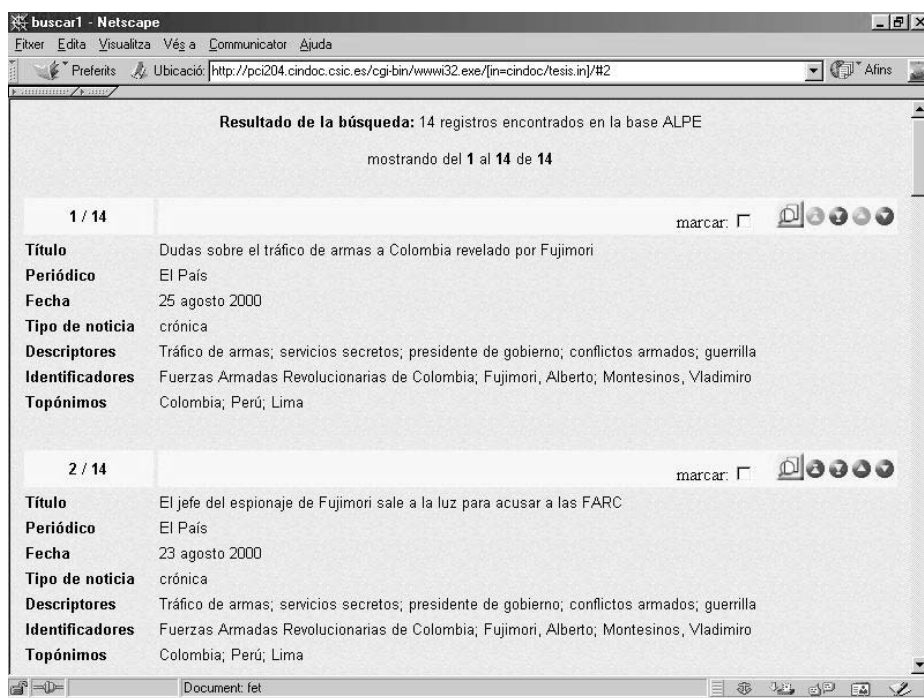 buscar1 - Netscape
Fitxer Edita Visualitza Vés a Communicator Ajuda
Preferits Ubicació: http://pci204.cindoc.csic.es/cgi-bin/wwwi32.exe/[in=cindoc/tesis.in]/#2 Afins
Resultado de la búsqueda: 14 registros encontrados en la base ALPE
mostrando del 1 al 14 de 14
1 / 14 marcar:
Título Dudas sobre el tráfico de armas a Colombia revelado por Fujimori
Periódico El País
Fecha 25 agosto 2000
Tipo de noticia crónica
Descriptores Tráfico de armas; servicios secretos; presidente de gobierno; conflictos armados; guerrilla
Identificadores Fuerzas Armadas Revolucionarias de Colombia; Fujimori, Alberto; Montesinos, Vladimiro
Topónimos Colombia; Perú; Lima
2 / 14 marcar:
Título El jefe del espionaje de Fujimori sale a la luz para acusar a las FARC
Periódico El País
Fecha 23 agosto 2000
Tipo de noticia crónica
Descriptores Tráfico de armas; servicios secretos; presidente de gobierno; conflictos armados; guerrilla
Identificadores Fuerzas Armadas Revolucionarias de Colombia; Fujimori, Alberto; Montesinos, Vladimiro
Topónimos Colombia; Perú; Lima
Document: fet